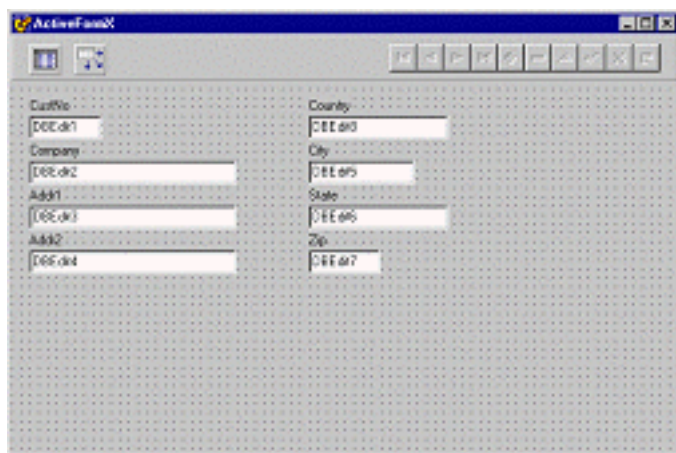 ActiveFormX
CustNo
DBEdit1
Country
DBEdit8
Company
DBEdit2
City
DBEdit5
Addr1
DBEdit3
State
DBEdit6
Addr2
DBEdit4
Zip
DBEdit7